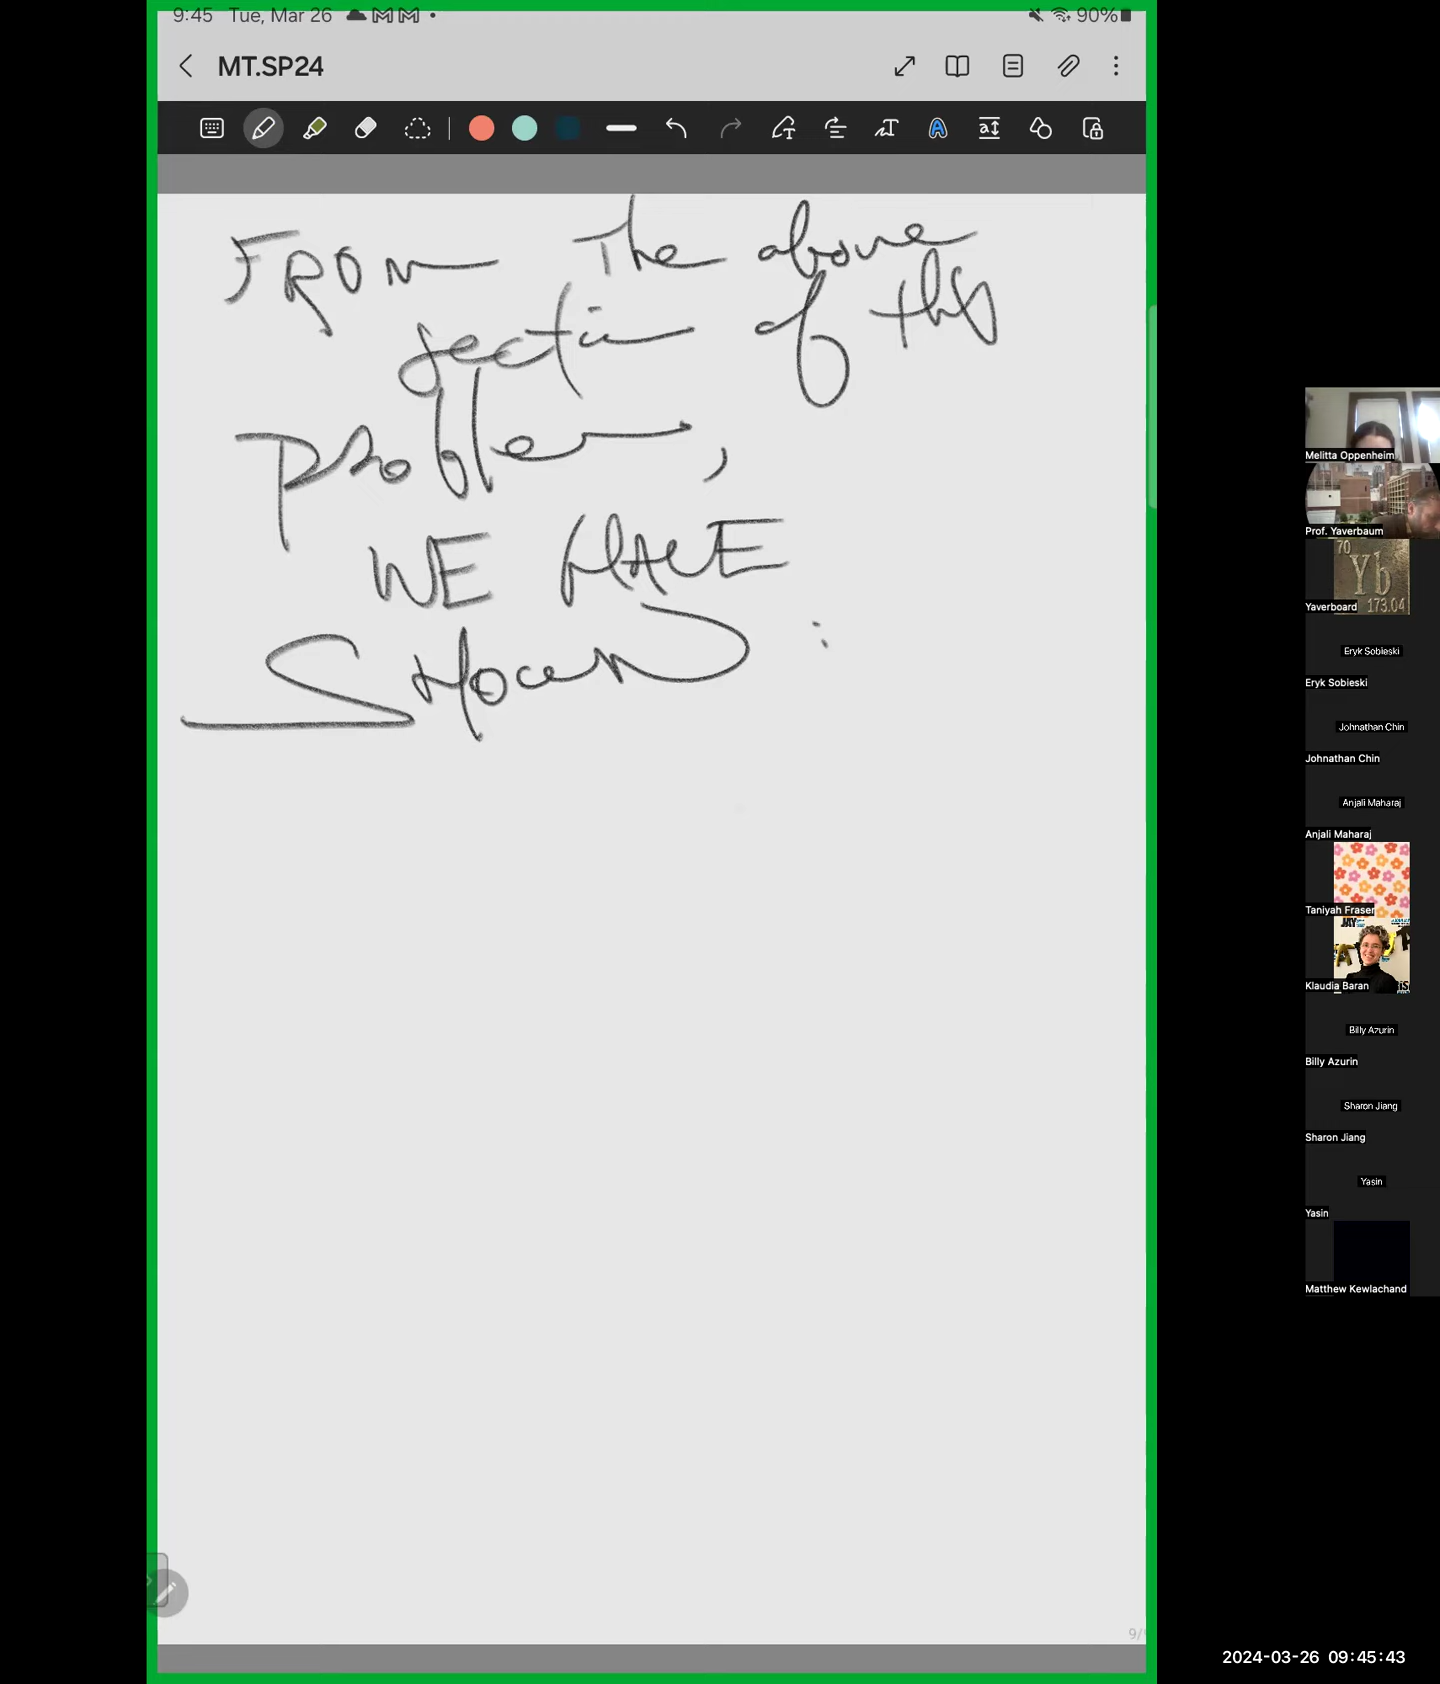 9:45 Tue, Mar 26
90%
MT.SP24
FROM The above
section of this
problem,
WE HAVE
SHOWN :
9/
Melitta Oppenheim
Prof. Yaverbaum
70
Yb
173.04
Yaverboard
Eryk Sobieski
Eryk Sobieski
Johnathan Chin
Johnathan Chin
Anjali Maharaj
Anjali Maharaj
Taniyah Fraser
JAY
Klaudia Baran
Billy Azurin
Billy Azurin
Sharon Jiang
Sharon Jiang
Yasin
Yasin
Matthew Kewlachand
2024-03-26 09:45:43